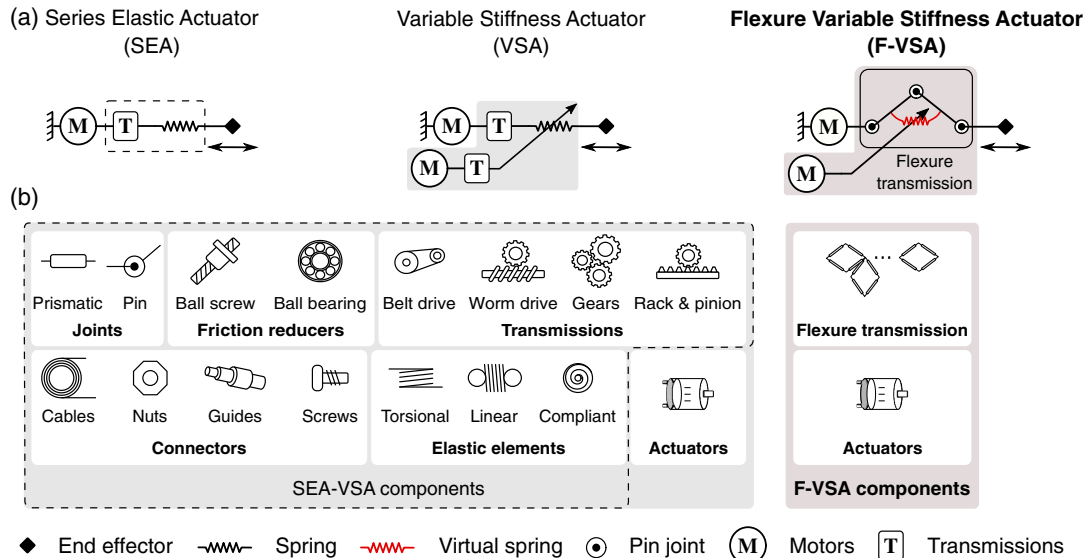 (a) Series Elastic Actuator (SEA)
Variable Stiffness Actuator (VSA)
Flexure Variable Stiffness Actuator (F-VSA)
M T
M T
M T
M
M
Flexure
transmission
(b)
Prismatic Pin
Joints
Ball screw Ball bearing
Friction reducers
Belt drive Worm drive Gears Rack & pinion
Transmissions
Cables Nuts Guides Screws
Connectors
Torsional Linear Compliant
Elastic elements
Actuators
SEA-VSA components
...
Flexure transmission
Actuators
F-VSA components
End effector Spring Virtual spring Pin joint M Motors T Transmissions